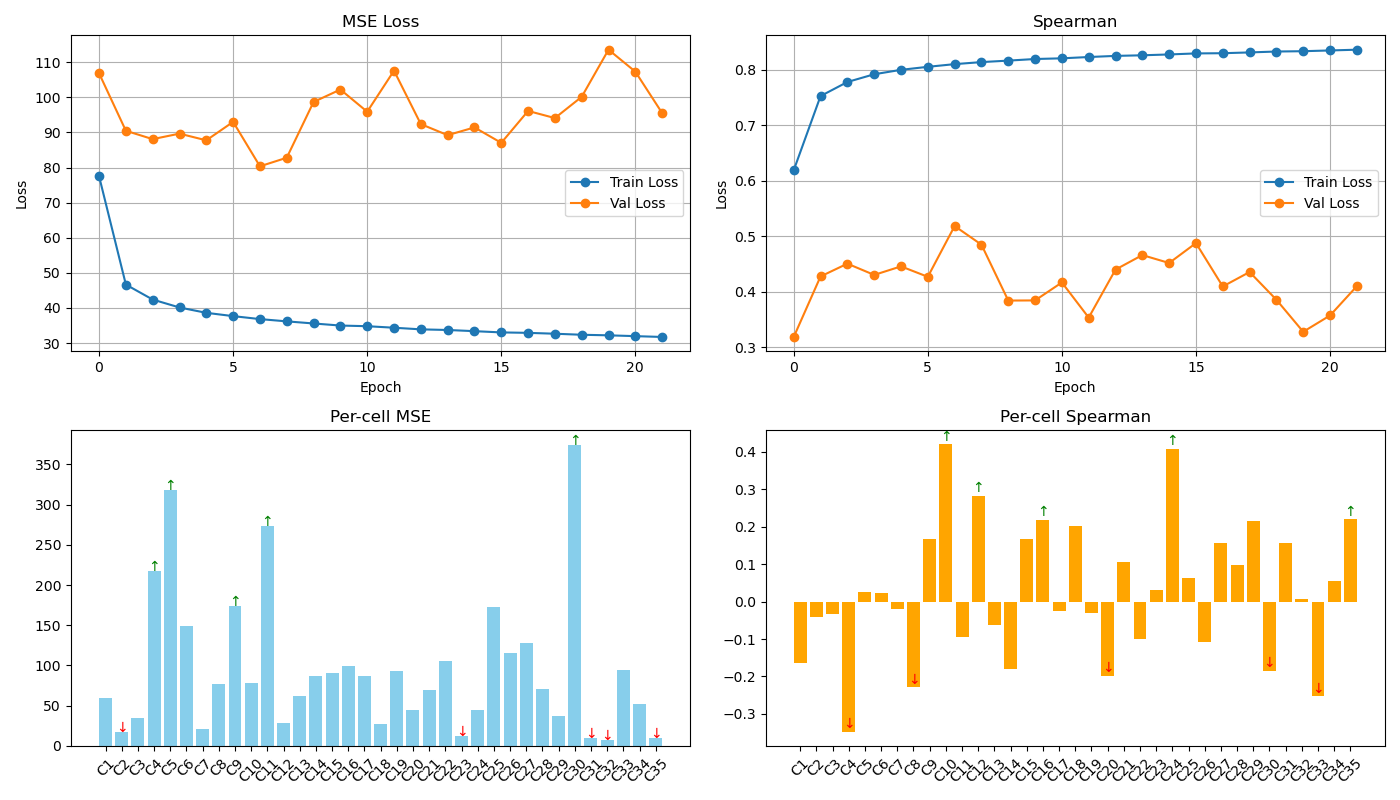 MSE Loss
110
100
90
80
70
60
50
40
30
Loss
0 5 10 15 20
Epoch
Train Loss
Val Loss
Spearman
0.8
0.7
0.6
0.5
0.4
0.3
Loss
0 5 10 15 20
Epoch
Train Loss
Val Loss
Per-cell MSE
350
300
250
200
150
100
50
0
↑ ↑ ↑ ↑ ↑
↓ ↓ ↓ ↓ ↓
C1 C2 C3 C4 C5 C6 C7 C8 C9 C10 C11 C12 C13 C14 C15 C16 C17 C18 C19 C20 C21 C22 C23 C24 C25 C26 C27 C28 C29 C30 C31 C32 C33 C34 C35
Per-cell Spearman
0.4
0.3
0.2
0.1
0.0
−0.1
−0.2
−0.3
↑ ↑ ↑ ↑ ↑
↓ ↓ ↓ ↓ ↓
C1 C2 C3 C4 C5 C6 C7 C8 C9 C10 C11 C12 C13 C14 C15 C16 C17 C18 C19 C20 C21 C22 C23 C24 C25 C26 C27 C28 C29 C30 C31 C32 C33 C34 C35